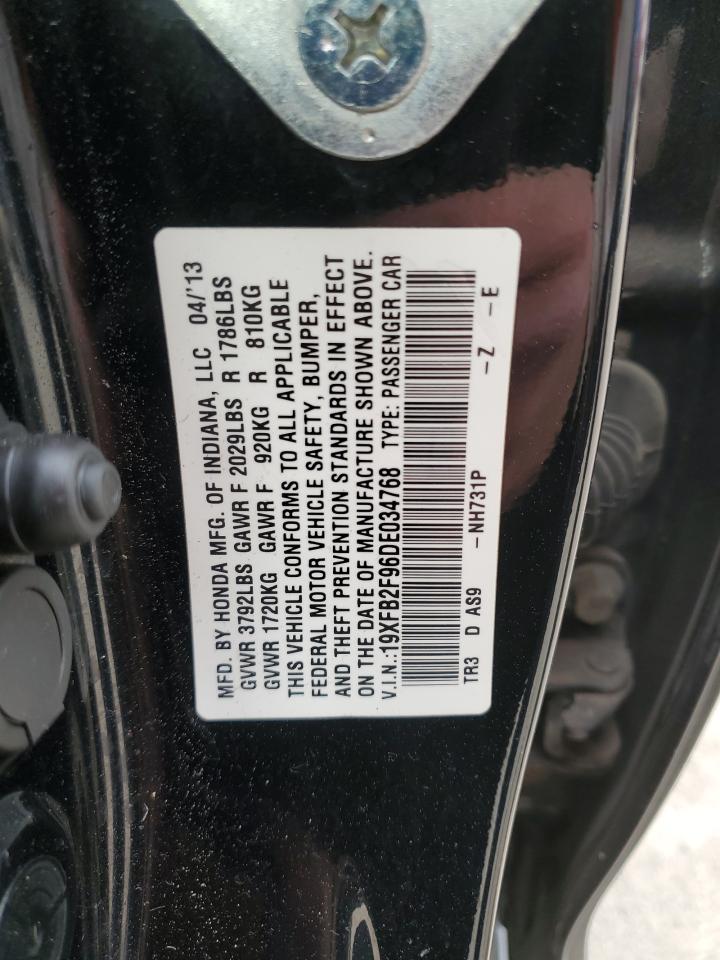 MFD. BY HONDA MFG. OF INDIANA, LLC 04/'13
GVWR 3792LBS GAWR F 2029LBS R 1786LBS
GVWR 1720KG GAWR F 920KG R 810KG
THIS VEHICLE CONFORMS TO ALL APPLICABLE
FEDERAL MOTOR VEHICLE SAFETY, BUMPER,
AND THEFT PREVENTION STANDARDS IN EFFECT
ON THE DATE OF MANUFACTURE SHOWN ABOVE.
V.I.N.:19XFB2F96DE034768 TYPE: PASSENGER CAR
TR3 D AS9 -NH731P -Z -E